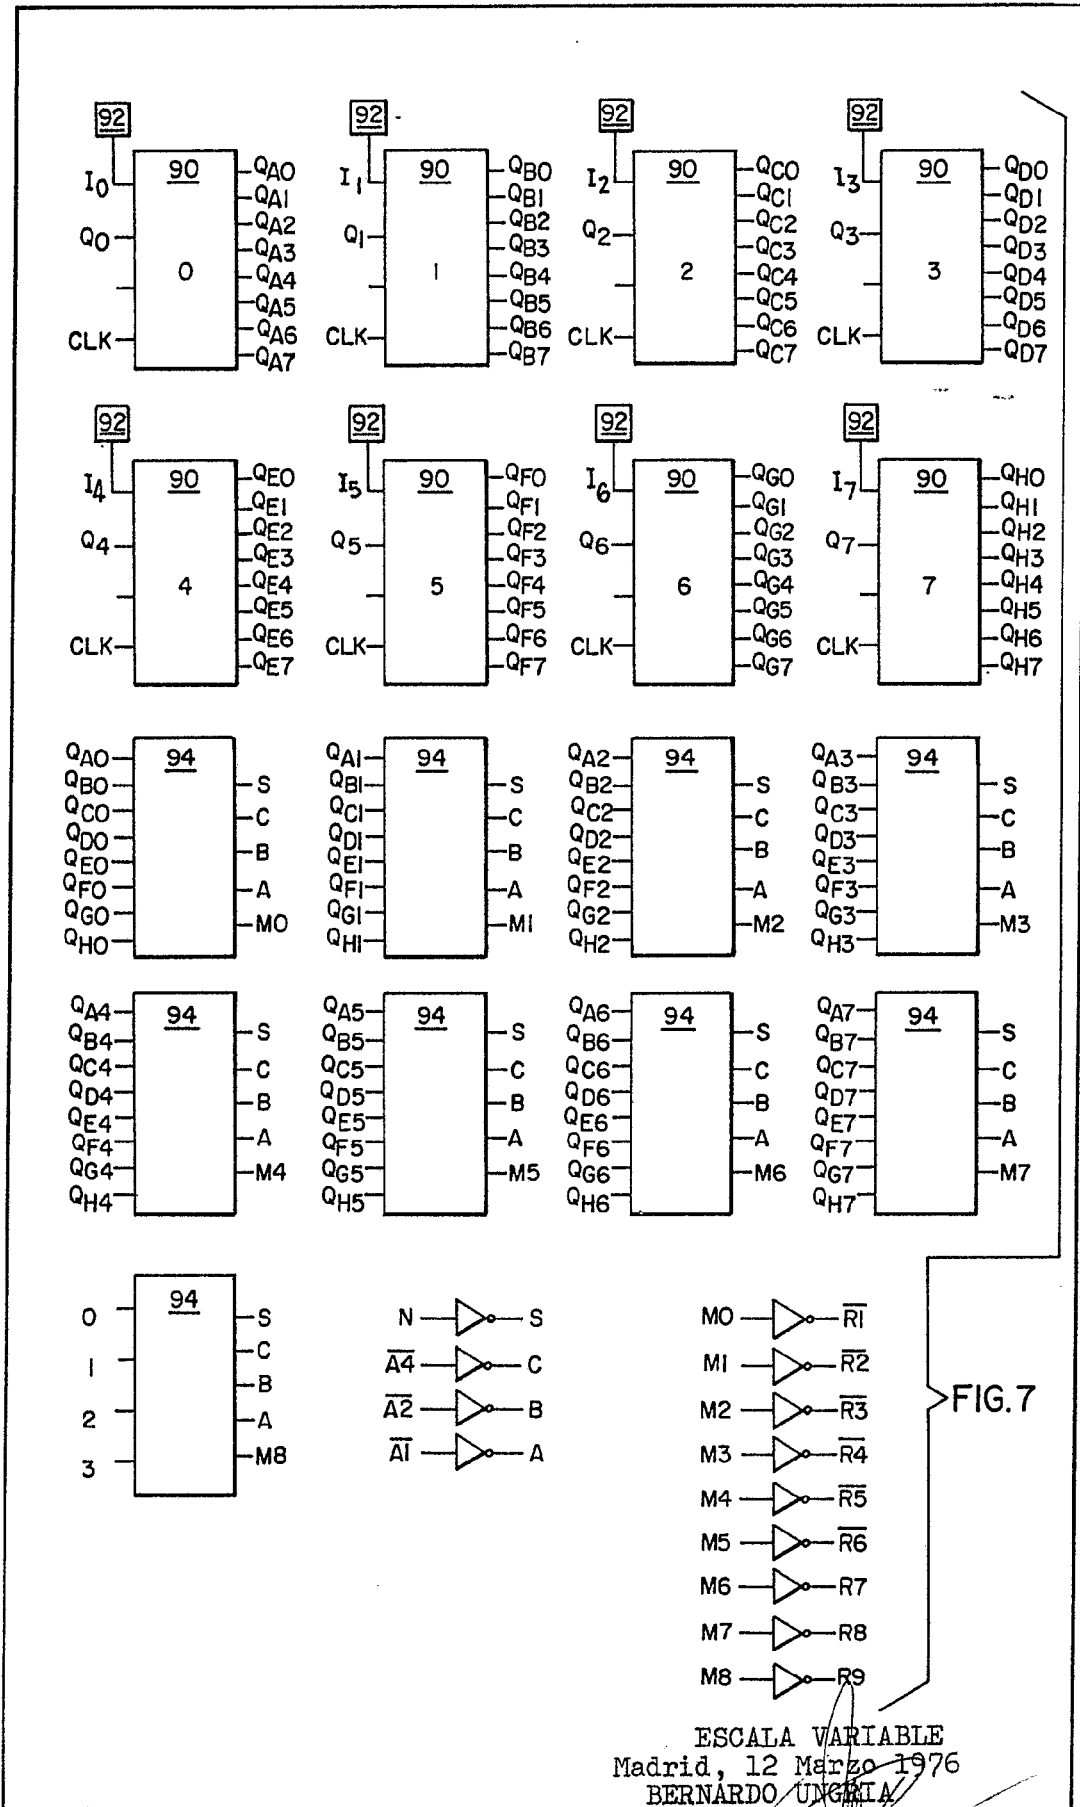 92 92 92 92
90 QA0 90 QB0 90 QC0 90 QD0
I0 QA1 I1 QB1 I2 QC1 I3 QD1
QA2 QB2 QC2 QD2
Q0 QA3 Q1 QB3 Q2 QC3 Q3 QD3
0 QA4 1 QB4 2 QC4 3 QD4
QA5 QB5 QC5 QD5
CLK QA6 CLK QB6 CLK QC6 CLK QD6
QA7 QB7 QC7 QD7
92 92 92 92
90 QE0 90 QF0 90 QG0 90 QH0
I4 QE1 I5 QF1 I6 QG1 I7 QH1
QE2 QF2 QG2 QH2
Q4 QE3 Q5 QF3 Q6 QG3 Q7 QH3
4 QE4 5 QF4 6 QG4 7 QH4
QE5 QF5 QG5 QH5
CLK QE6 CLK QF6 CLK QG6 CLK QH6
QE7 QF7 QG7 QH7
QA0 94 QA1 94 QA2 94 QA3 94
QB0 S QB1 S QB2 S QB3 S
QC0 C QC1 C QC2 C QC3 C
QD0 QD1 QD2 QD3
QE0 B QE1 B QE2 B QE3 B
QF0 A QF1 A QF2 A QF3 A
QG0 M0 QG1 M1 QG2 M2 QG3 M3
QH0 QH1 QH2 QH3
QA4 94 QA5 94 QA6 94 QA7 94
QB4 S QB5 S QB6 S QB7 S
QC4 C QC5 C QC6 C QC7 C
QD4 B QD5 B QD6 B QD7 B
QE4 QE5 QE6 QE7
QF4 A QF5 A QF6 A QF7 A
QG4 M4 QG5 M5 QG6 M6 QG7 M7
QH4 QH5 QH6 QH7
94
0 S
1 C
B
2 A
3 M8
N S
A̅4̅ C
A̅2̅ B
A̅1̅ A
M0 R̅1̅
M1 R̅2̅
M2 R̅3̅
M3 R̅4̅
M4 R̅5̅
M5 R̅6̅
M6 R7
M7 R8
M8 R9
FIG.7
ESCALA VARIABLE
Madrid, 12 Marzo 1976
BERNARDO UNGRIA